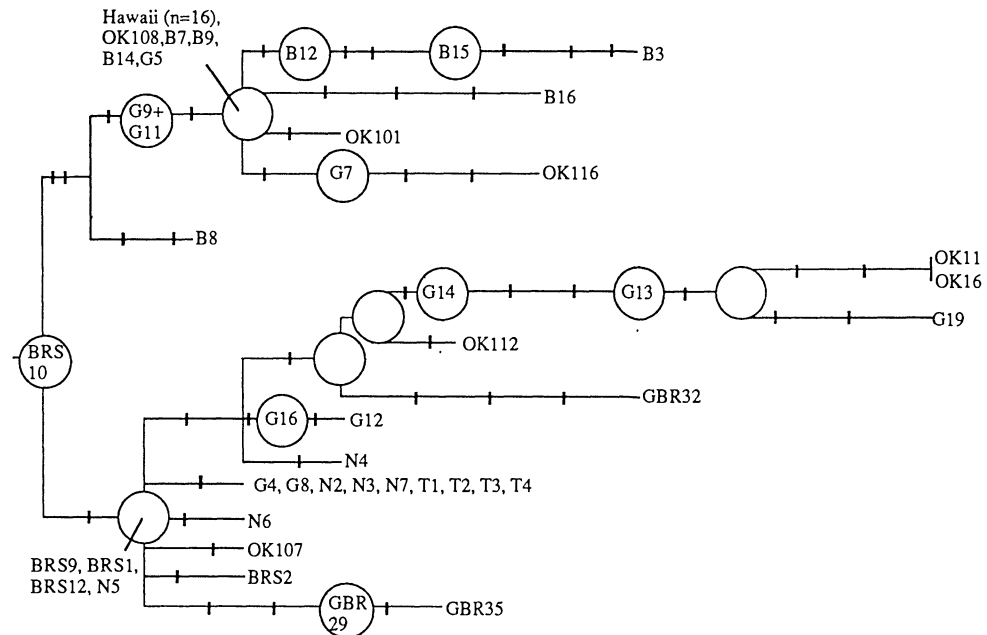 Hawaii (n=16),
OK108,B7,B9,
B14,G5
B12
B15
B3
B16
G9+
G11
OK101
G7
OK116
B8
OK11
OK16
G14
G13
G19
OK112
BRS
10
GBR32
G16
G12
N4
G4, G8, N2, N3, N7, T1, T2, T3, T4
N6
OK107
BRS9, BRS1,
BRS12, N5
BRS2
GBR
29
GBR35